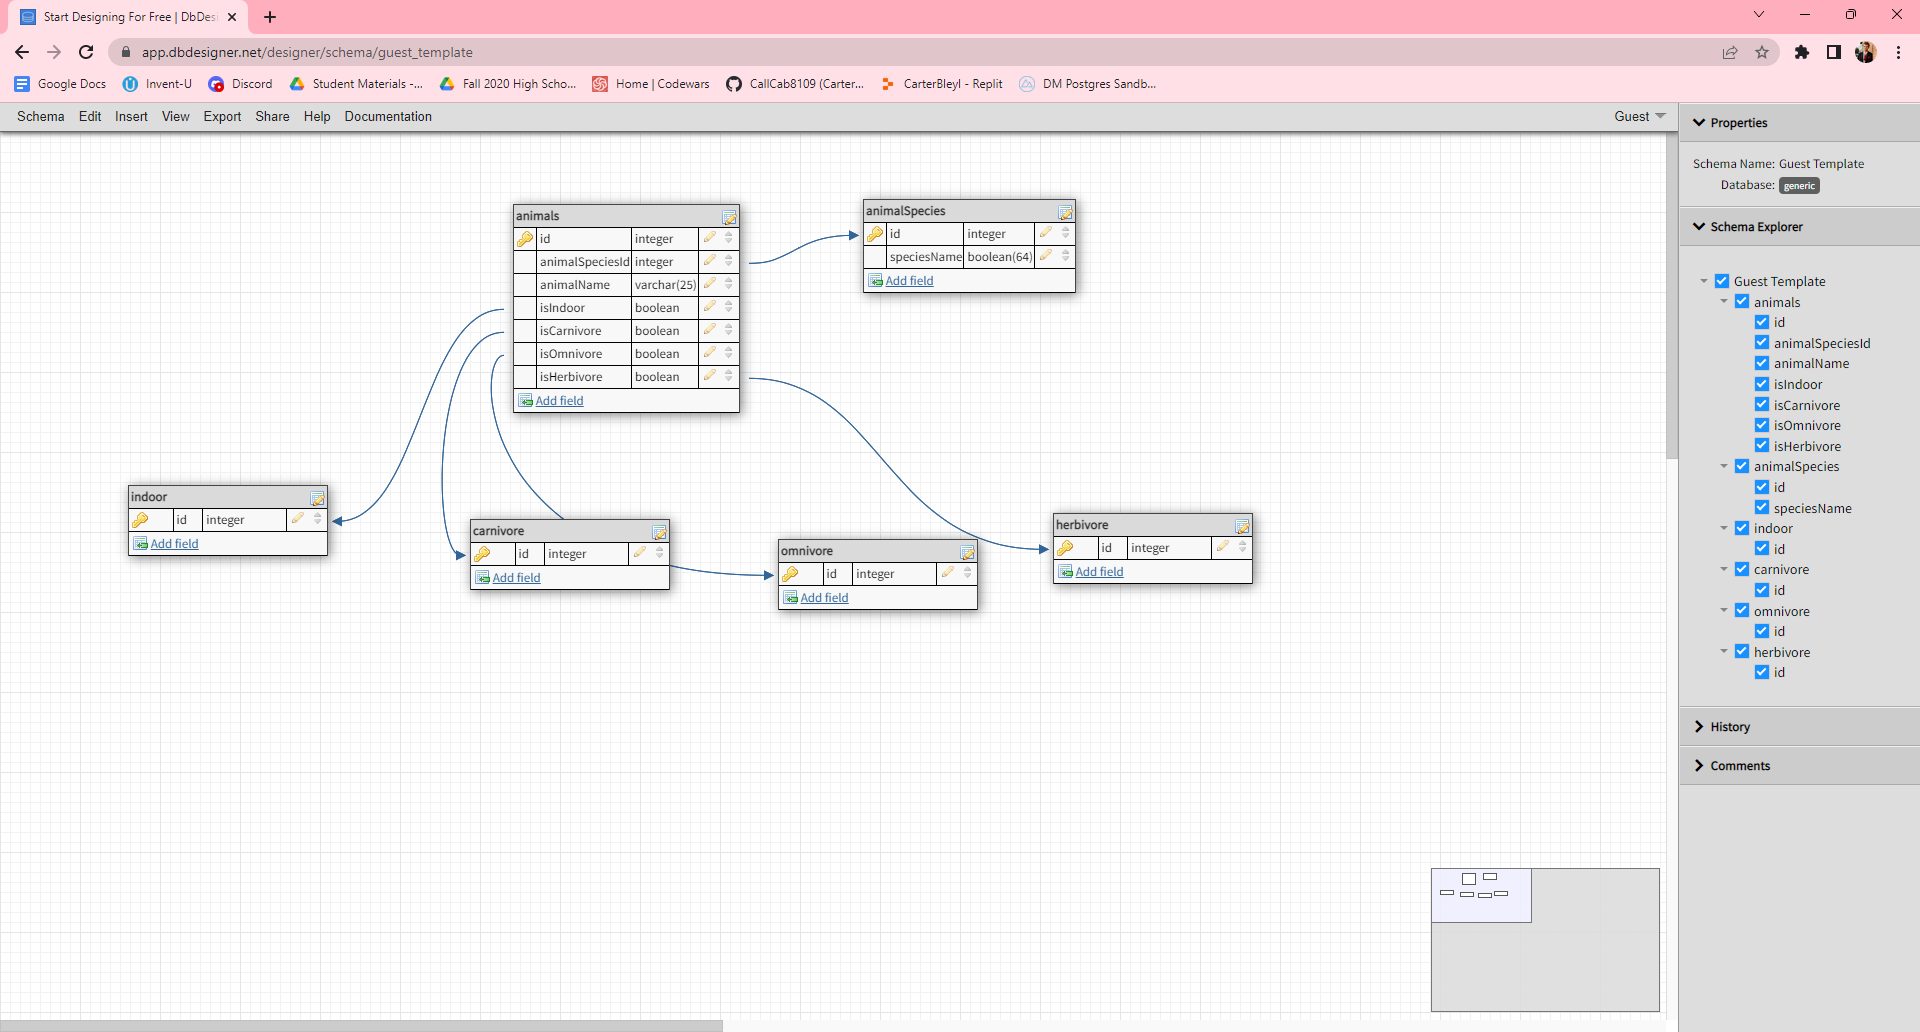 Start Designing For Free | DbDes
app.dbdesigner.net/designer/schema/guest_template
Google Docs Invent-U Discord Student Materials -... Fall 2020 High Scho... Home | Codewars CallCab8109 (Carter... CarterBleyl - Replit DM Postgres Sandb...
Schema Edit Insert View Export Share Help Documentation Guest
animals
id integer
animalSpeciesId integer
animalName varchar(25)
isIndoor boolean
isCarnivore boolean
isOmnivore boolean
isHerbivore boolean
Add field
animalSpecies
id integer
speciesName boolean(64)
Add field
indoor
id integer
Add field
carnivore
id integer
Add field
omnivore
id integer
Add field
herbivore
id integer
Add field
Properties
Schema Name: Guest Template
Database: generic
Schema Explorer
Guest Template
animals
id
animalSpeciesId
animalName
isIndoor
isCarnivore
isOmnivore
isHerbivore
animalSpecies
id
speciesName
indoor
id
carnivore
id
omnivore
id
herbivore
id
History
Comments